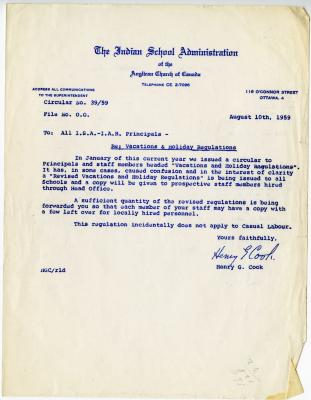 The Indian School Administration
of the
Anglican Church of Canada
TELEPHONE CE. 2-7096
ADDRESS ALL COMMUNICATIONS
TO THE SUPERINTENDENT
116 O'CONNOR STREET
OTTAWA, 4
Circular No. 39/59
File No. O.O.
August 10th, 1959
To: All I.S.A.-I.A.B. Principals -
Re: Vacations & Holiday Regulations
In January of this current year we issued a circular to
Principals and staff members headed "Vacations and Holiday Regulations".
It has, in some cases, caused confusion and in the interest of clarity
a "Revised Vacations and Holiday Regulations" is being issued to all
Schools and a copy will be given to prospective staff members hired
through Head Office.
A sufficient quantity of the revised regulations is being
forwarded you so that each member of your staff may have a copy with
a few left over for locally hired personnel.
This regulation incidentally does not apply to Casual Labour.
Yours faithfully,
Henry G Cook.
Henry G. Cook
HGC/rld